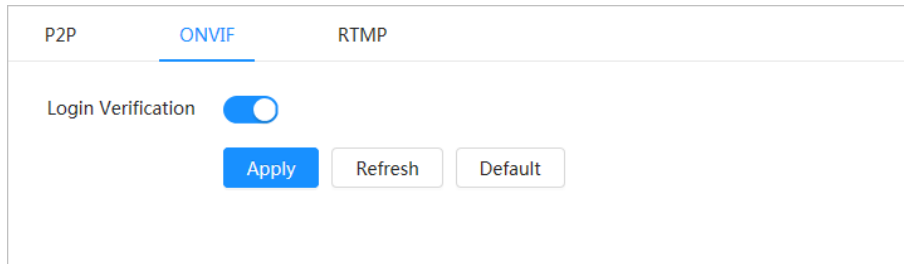 P2P ONVIF RTMP
Login Verification
Apply Refresh Default